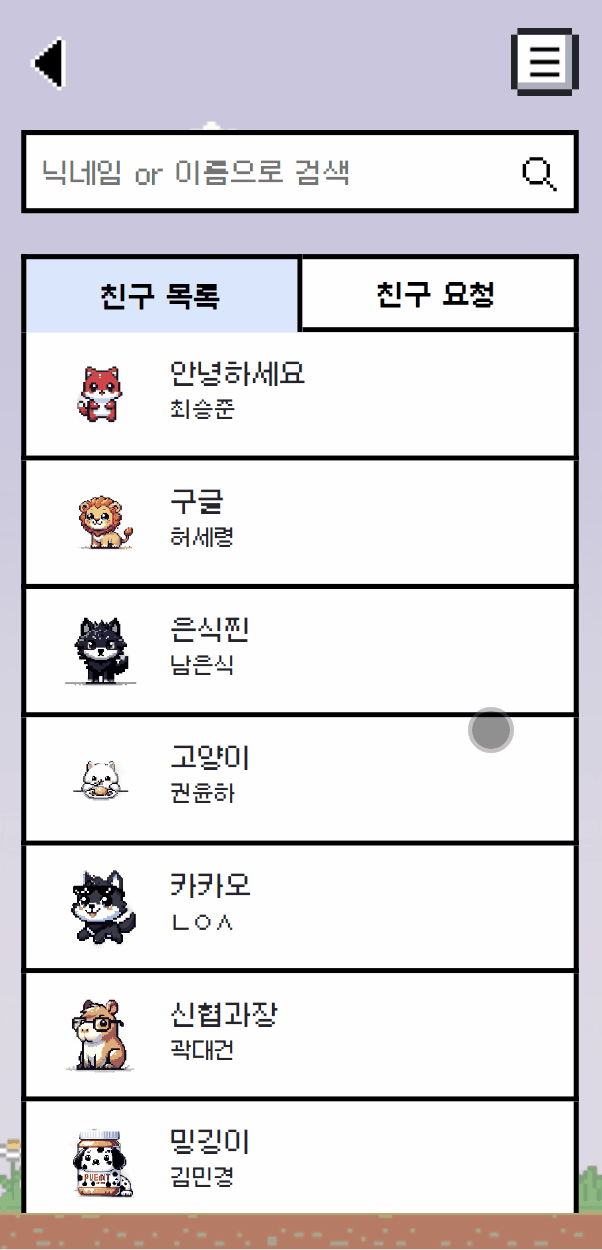 닉네임 or 이름으로 검색
친구 목록
친구 요청
안녕하세요
최승준
구글
허세령
은식찐
남은식
고양이
권윤하
카카오
ㄴㅇㅅ
신협과장
곽대건
밍깅이
김민경